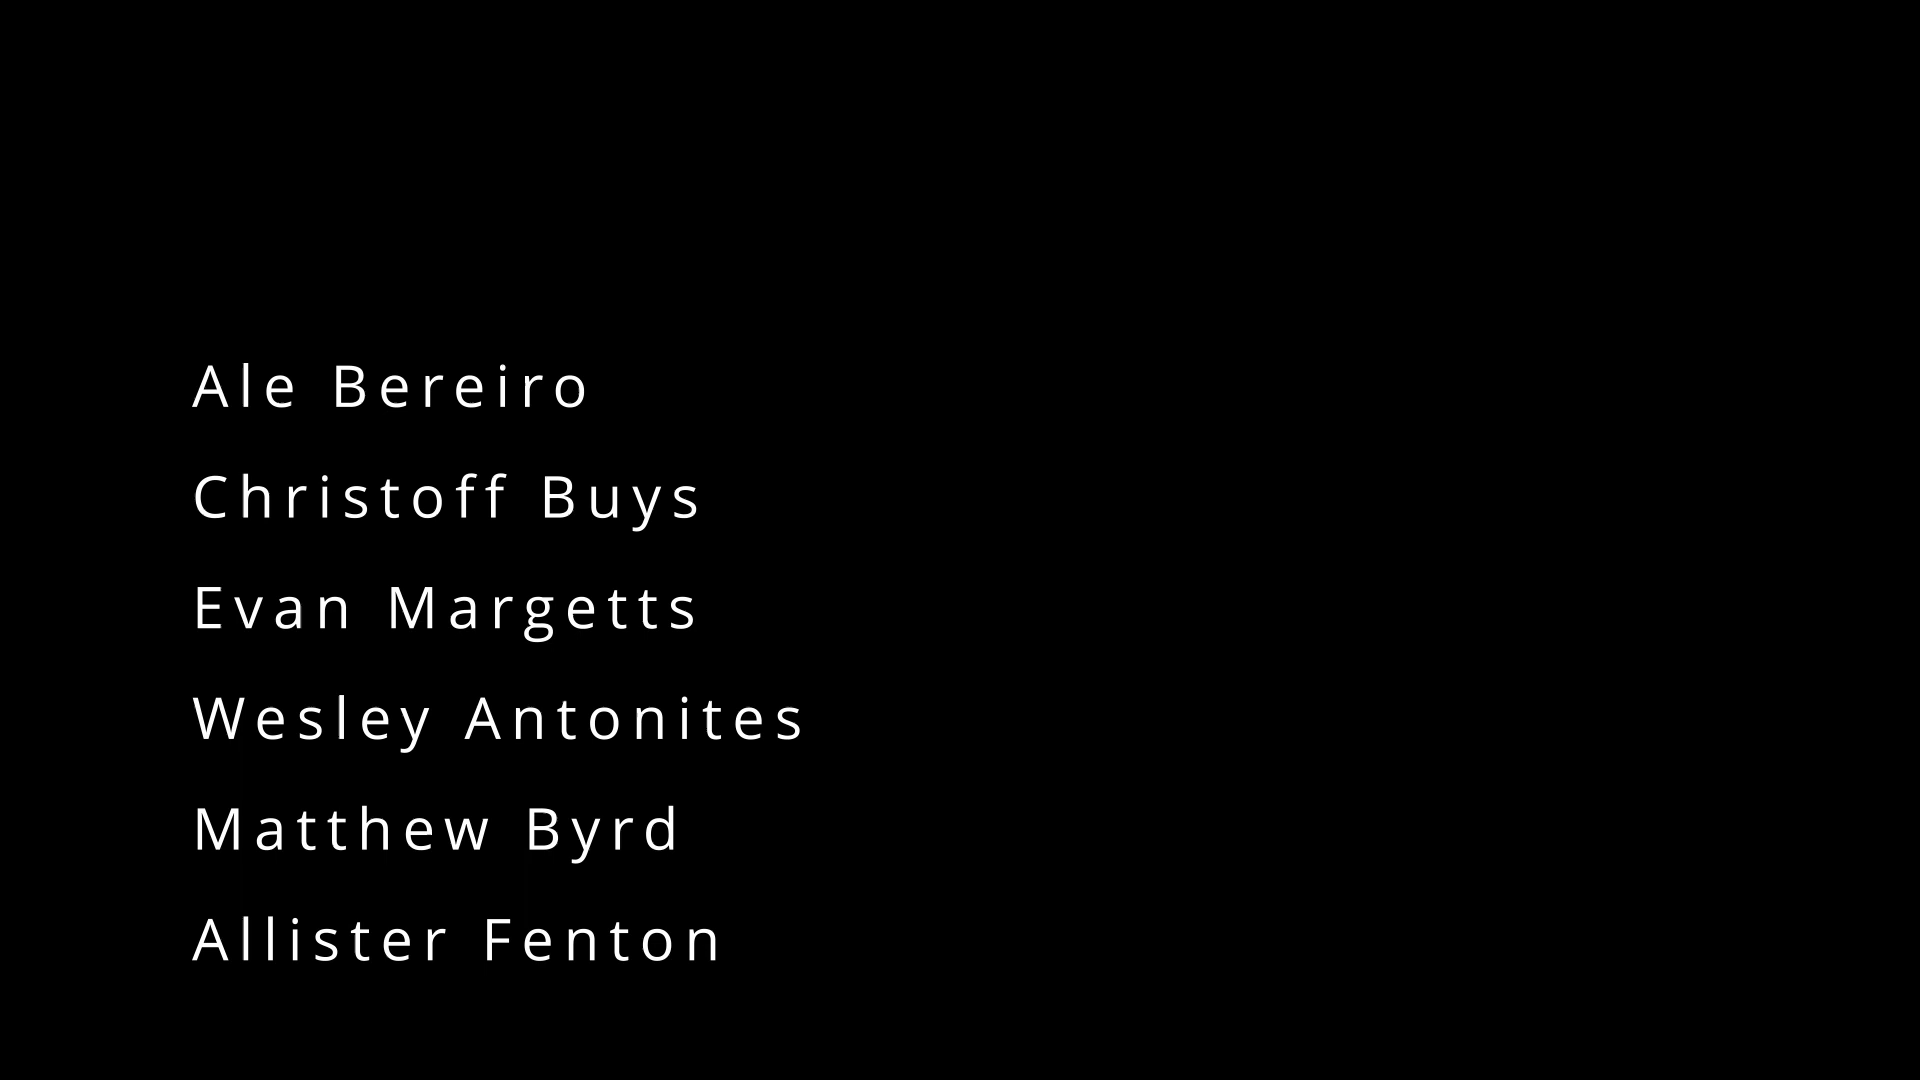 Ale Bereiro
Christoff Buys
Evan Margetts
Wesley Antonites
Matthew Byrd
Allister Fenton